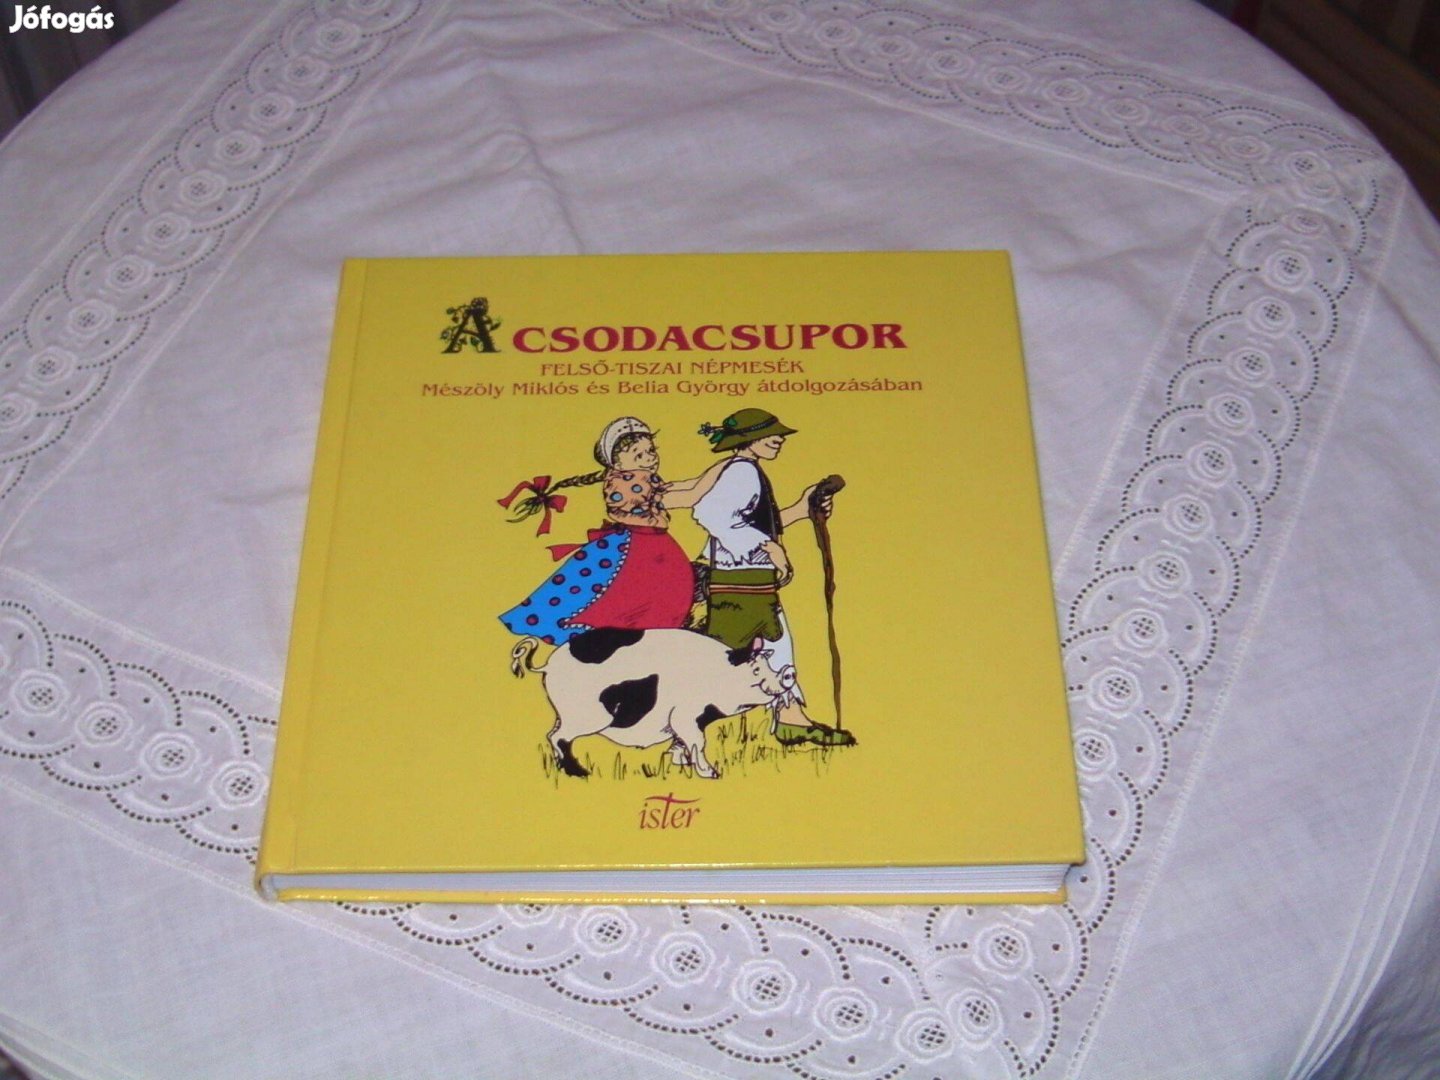 Jófogás
A CSODACSUPOR
FELSŐ-TISZAI NÉPMESÉK
Mészöly Miklós és Belia György átdolgozásában
ister